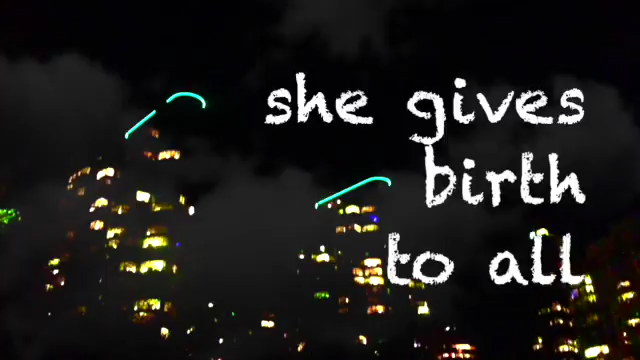 she gives
birth
to all